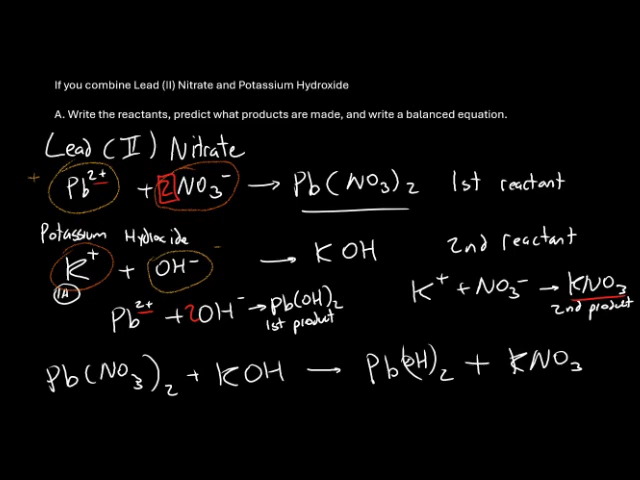 If you combine Lead (II) Nitrate and Potassium Hydroxide
A. Write the reactants, predict what products are made, and write a balanced equation.
Lead (II) Nitrate
+ Pb²⁺ + 2NO₃⁻ → Pb(NO₃)₂ 1st reactant
Potassium Hydroxide
K⁺ + OH⁻ → KOH 2nd reactant
1A
Pb²⁺ + 2OH⁻ → Pb(OH)₂
1st product
K⁺ + NO₃⁻ → KNO₃
2nd product
Pb(NO₃)₂ + KOH → Pb(OH)₂ + KNO₃